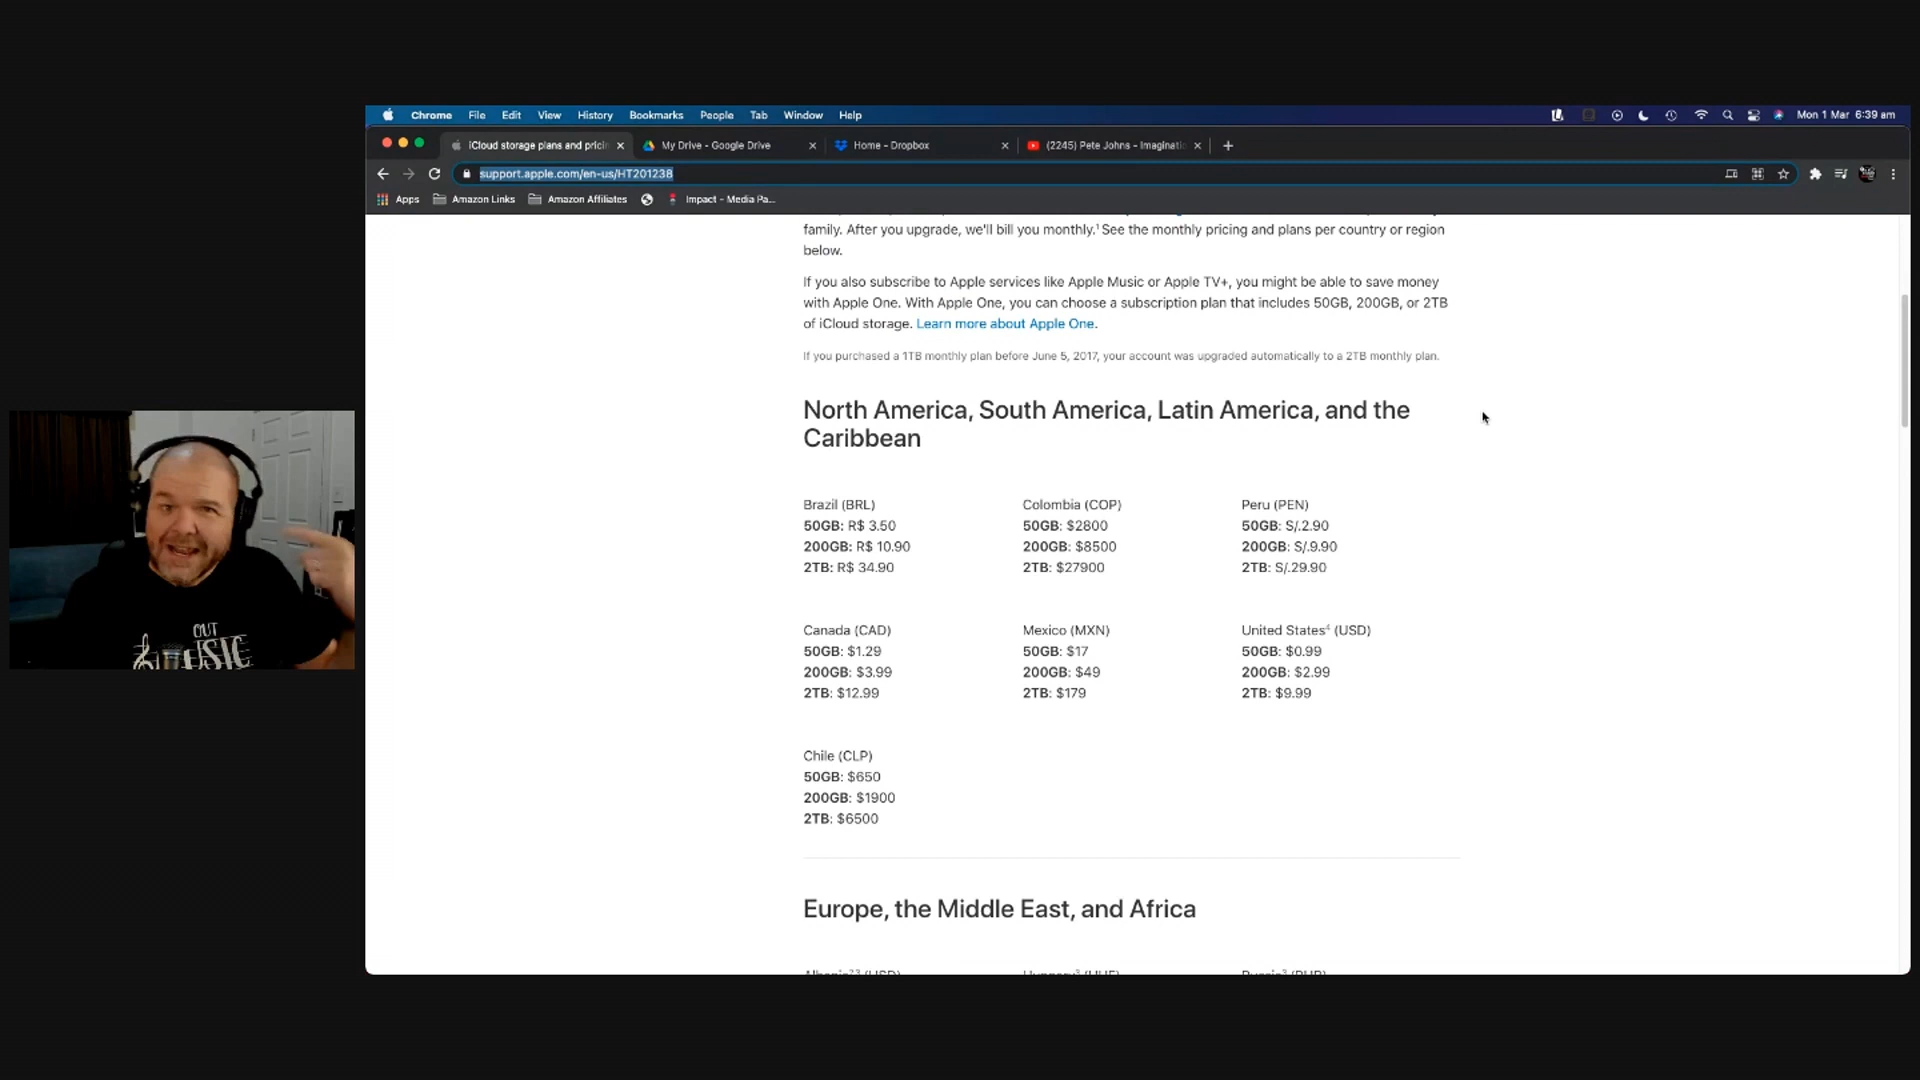 Chrome File Edit View History Bookmarks People Tab Window Help Mon 1 Mar 6:39 am
iCloud storage plans and pricin My Drive - Google Drive Home - Dropbox (2245) Pete Johns - Imaginati
support.apple.com/en-us/HT201238
Apps Amazon Links Amazon Affiliates Impact - Media Pa...
family. After you upgrade, we'll bill you monthly.¹ See the monthly pricing and plans per country or region
below.
If you also subscribe to Apple services like Apple Music or Apple TV+, you might be able to save money
with Apple One. With Apple One, you can choose a subscription plan that includes 50GB, 200GB, or 2TB
of iCloud storage. Learn more about Apple One.
If you purchased a 1TB monthly plan before June 5, 2017, your account was upgraded automatically to a 2TB monthly plan.
North America, South America, Latin America, and the
Caribbean
Brazil (BRL)
50GB: R$ 3.50
200GB: R$ 10.90
2TB: R$ 34.90
Colombia (COP)
50GB: $2800
200GB: $8500
2TB: $27900
Peru (PEN)
50GB: S/.2.90
200GB: S/.9.90
2TB: S/.29.90
Canada (CAD)
50GB: $1.29
200GB: $3.99
2TB: $12.99
Mexico (MXN)
50GB: $17
200GB: $49
2TB: $179
United States⁴ (USD)
50GB: $0.99
200GB: $2.99
2TB: $9.99
Chile (CLP)
50GB: $650
200GB: $1900
2TB: $6500
Europe, the Middle East, and Africa
OUT